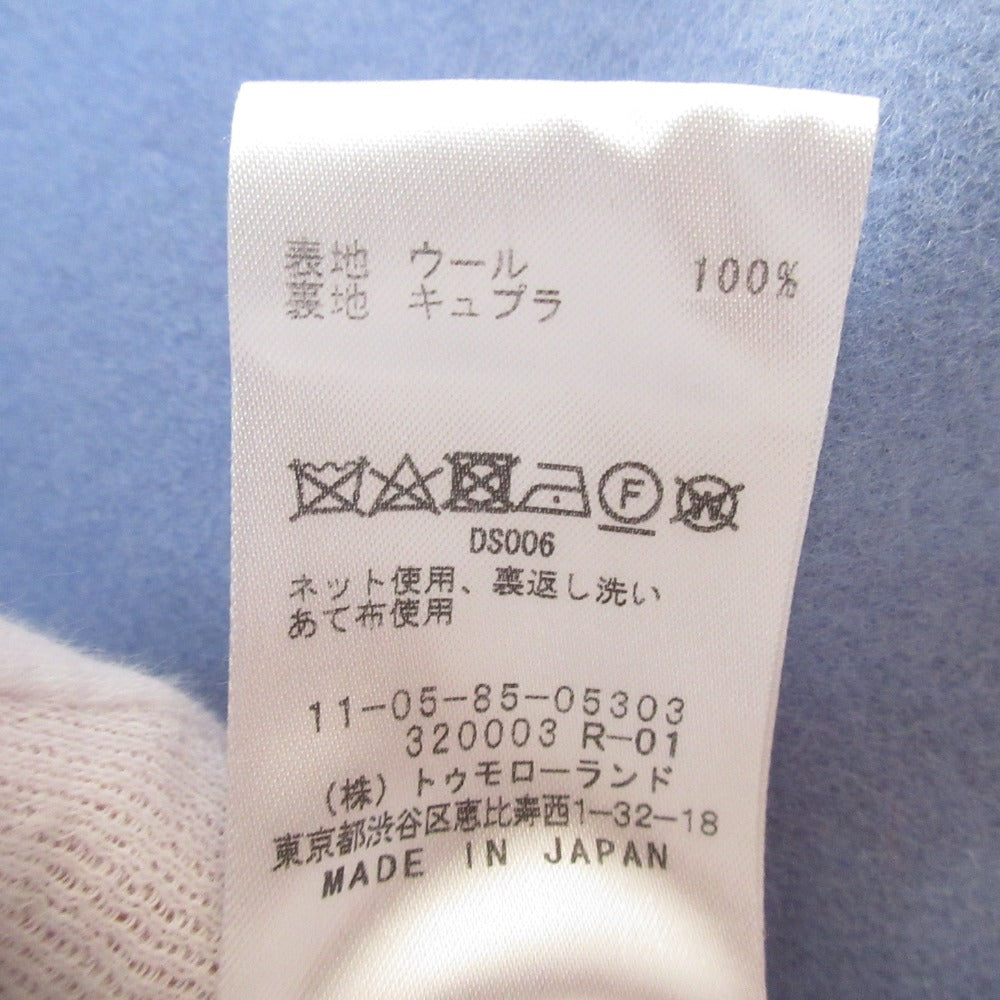 表地 ウール 100%
裏地 キュプラ
F W
DS006
ネット使用、裏返し洗い
あて布使用
11-05-85-05303
320003 R-01
(株)トゥモローランド
東京都渋谷区恵比寿西1-32-18
MADE IN JAPAN